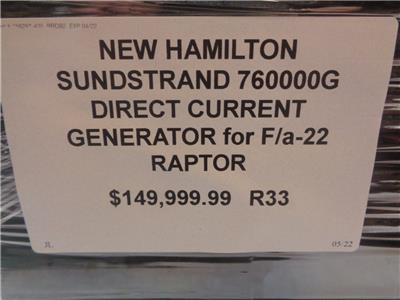 NEW HAMILTON
SUNDSTRAND 760000G
DIRECT CURRENT
GENERATOR for F/a-22
RAPTOR
$149,999.99 R33
JL
05/22